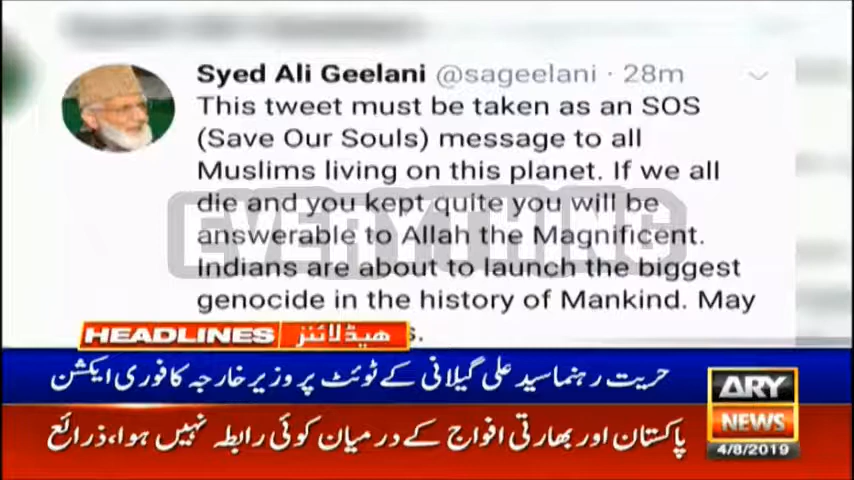 Syed Ali Geelani @sageelani · 28m
This tweet must be taken as an SOS
(Save Our Souls) message to all
Muslims living on this planet. If we all
die and you kept quite you will be
answerable to Allah the Magnificent.
Indians are about to launch the biggest
genocide in the history of Mankind. May
s.
EVERYTHING
HEADLINES ہیڈلائنز
حریت رہنما سید علی گیلانی کے ٹوئٹ پر وزیر خارجہ کا فوری ایکشن
پاکستان اور بھارتی افواج کے درمیان کوئی رابطہ نہیں ہوا، ذرائع
ARY
NEWS
4/8/2019